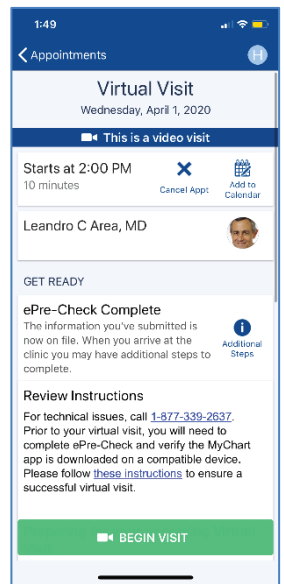 1:49
Appointments
H
Virtual Visit
Wednesday, April 1, 2020
This is a video visit
Starts at 2:00 PM
10 minutes
Cancel Appt
Add to
Calendar
Leandro C Area, MD
GET READY
ePre-Check Complete
The information you've submitted is
now on file. When you arrive at the
clinic you may have additional steps to
complete.
Additional
Steps
Review Instructions
For technical issues, call 1-877-339-2637.
Prior to your virtual visit, you will need to
complete ePre-Check and verify the MyChart
app is downloaded on a compatible device.
Please follow these instructions to ensure a
successful virtual visit.
BEGIN VISIT